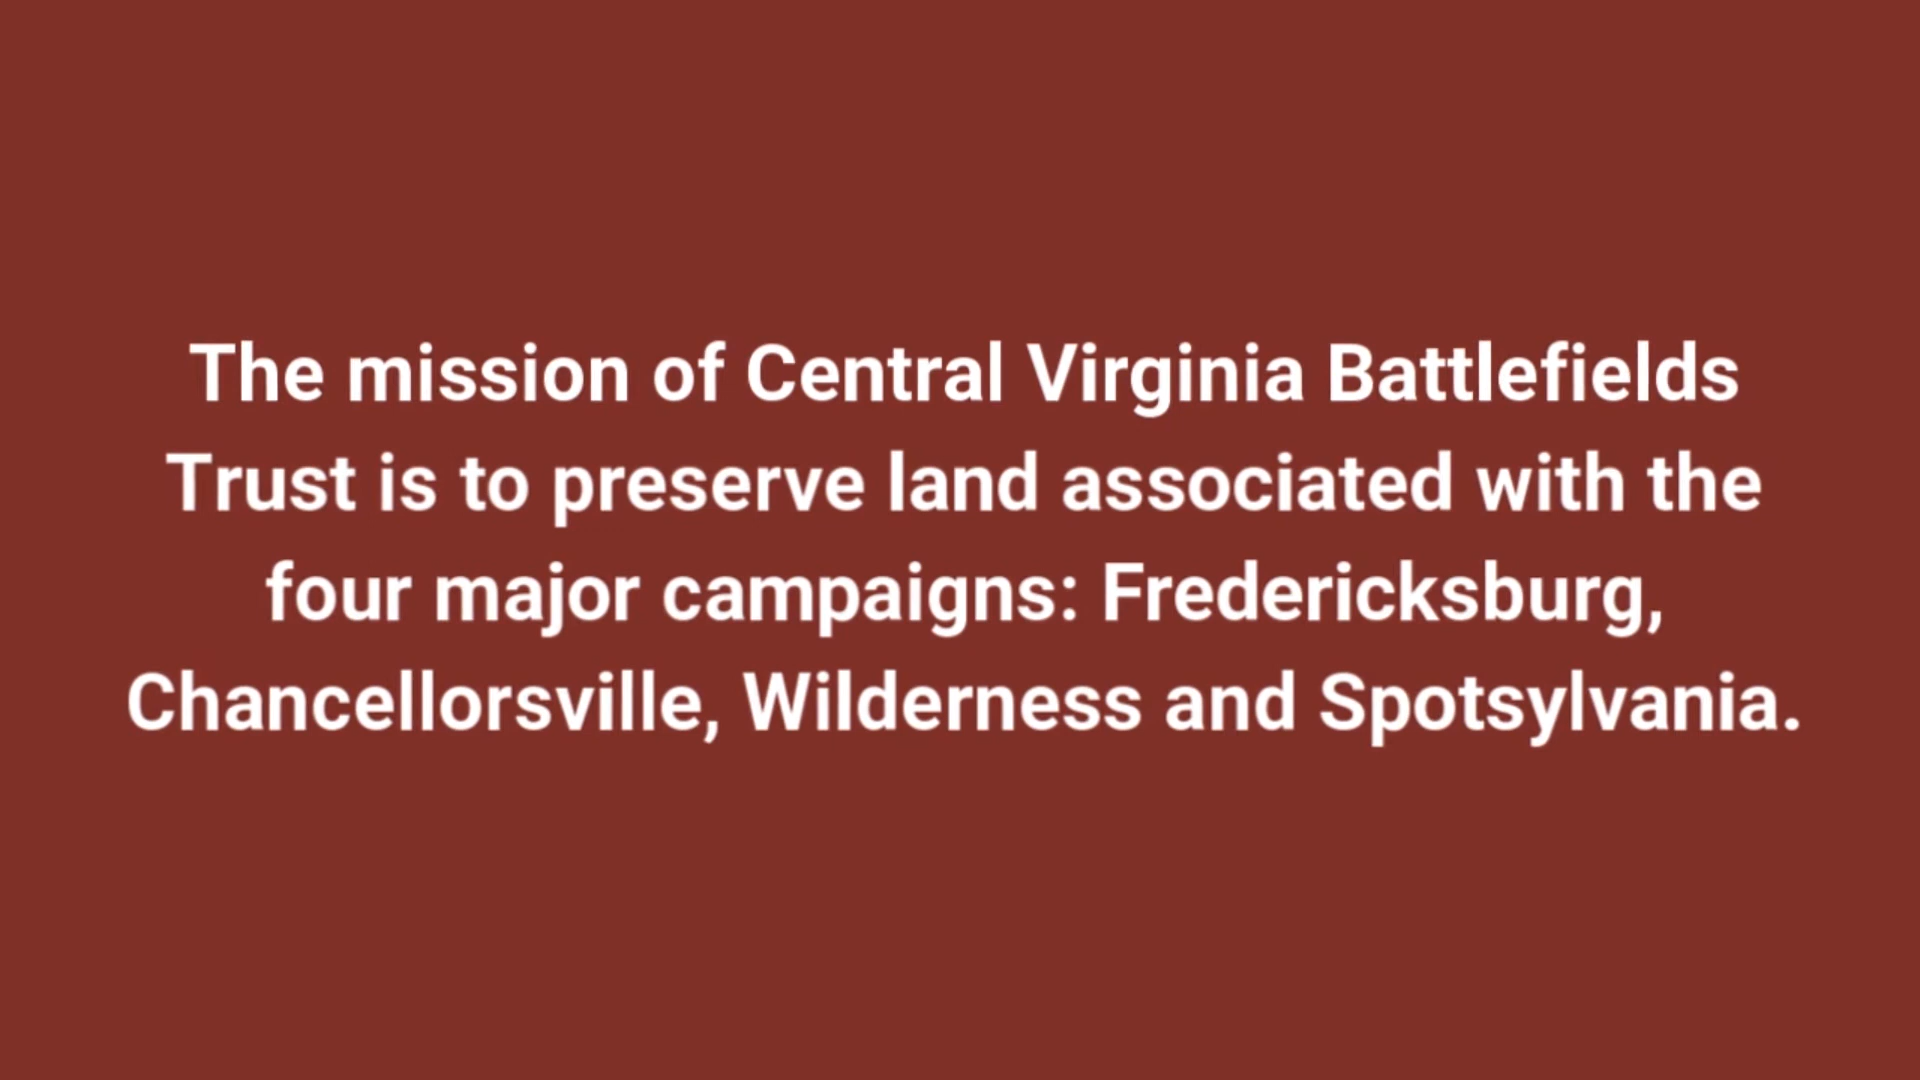 The mission of Central Virginia Battlefields
Trust is to preserve land associated with the
four major campaigns: Fredericksburg,
Chancellorsville, Wilderness and Spotsylvania.